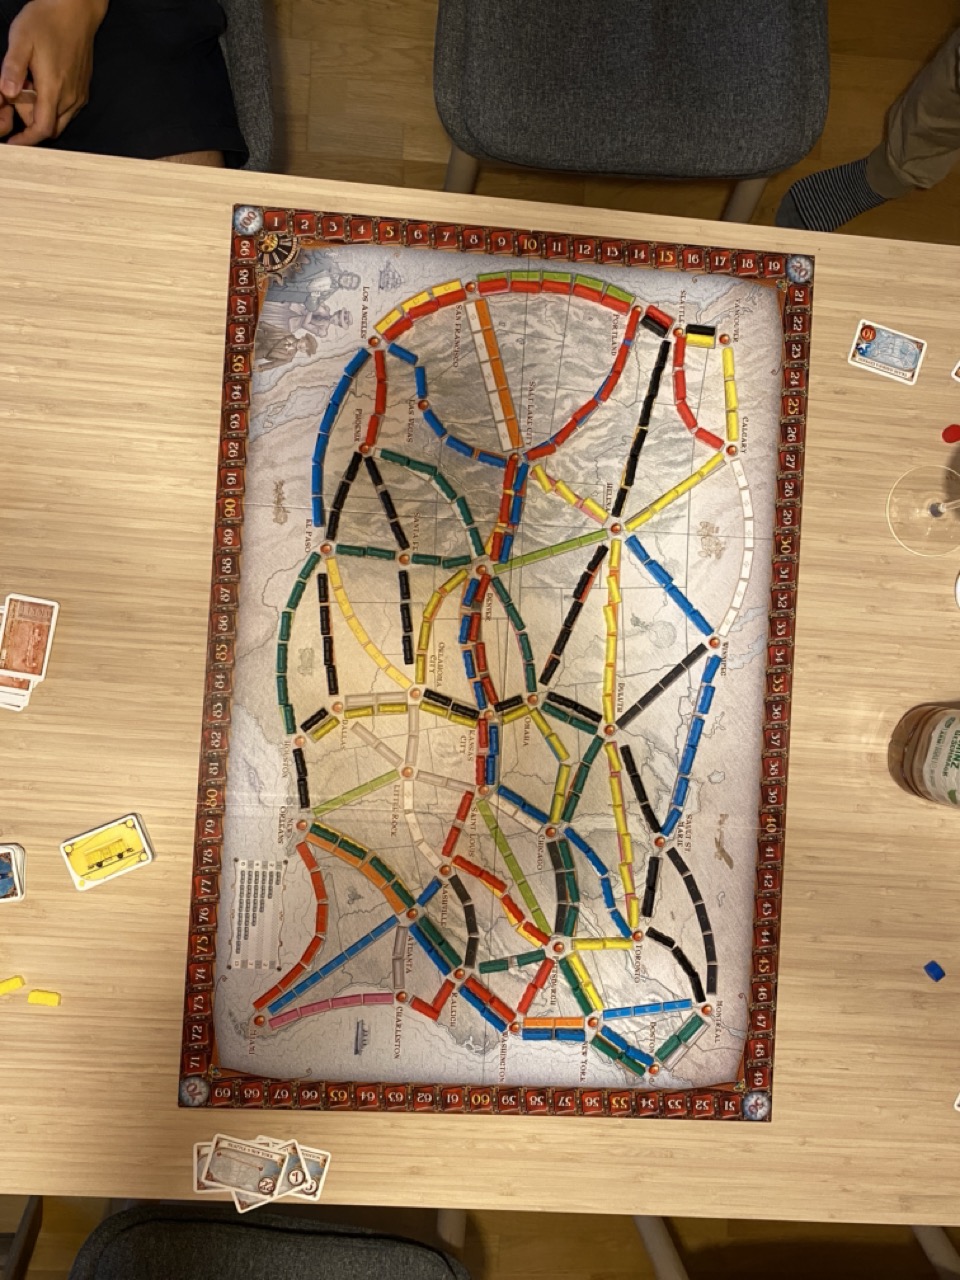 100 1 2 3 4 5 6 7 8 9 10 11 12 13 14 15 16 17 18 19 20
21 22 23 24 25 26 27 28 29 30 31 32 33 34 35 36 37 38 39 40 41 42 43 44 45 46 47 48 49
51 52 53 54 55 56 57 58 59 60 61 62 63 64 65 66 67 68 69
71 72 73 74 75 76 77 78 79 80 81 82 83 84 85 86 87 88 89 90 91 92 93 94 95 96 97 98 99
VANCOUVER
SEATTLE
PORTLAND
SAN FRANCISCO
LOS ANGELES
CALGARY
SALT LAKE CITY
LAS VEGAS
PHOENIX
HELENA
SANTA FE
EL PASO
WINNIPEG
DENVER
DULUTH
OMAHA
OKLAHOMA
CITY
KANSAS
CITY
DALLAS
HOUSTON
SAULT ST.
MARIE
CHICAGO
SAINT LOUIS
LITTLE ROCK
NEW
ORLEANS
TORONTO
PITTSBURGH
NASHVILLE
ATLANTA
RALEIGH
CHARLESTON
MIAMI
MONTRÉAL
BOSTON
NEW YORK
WASHINGTON